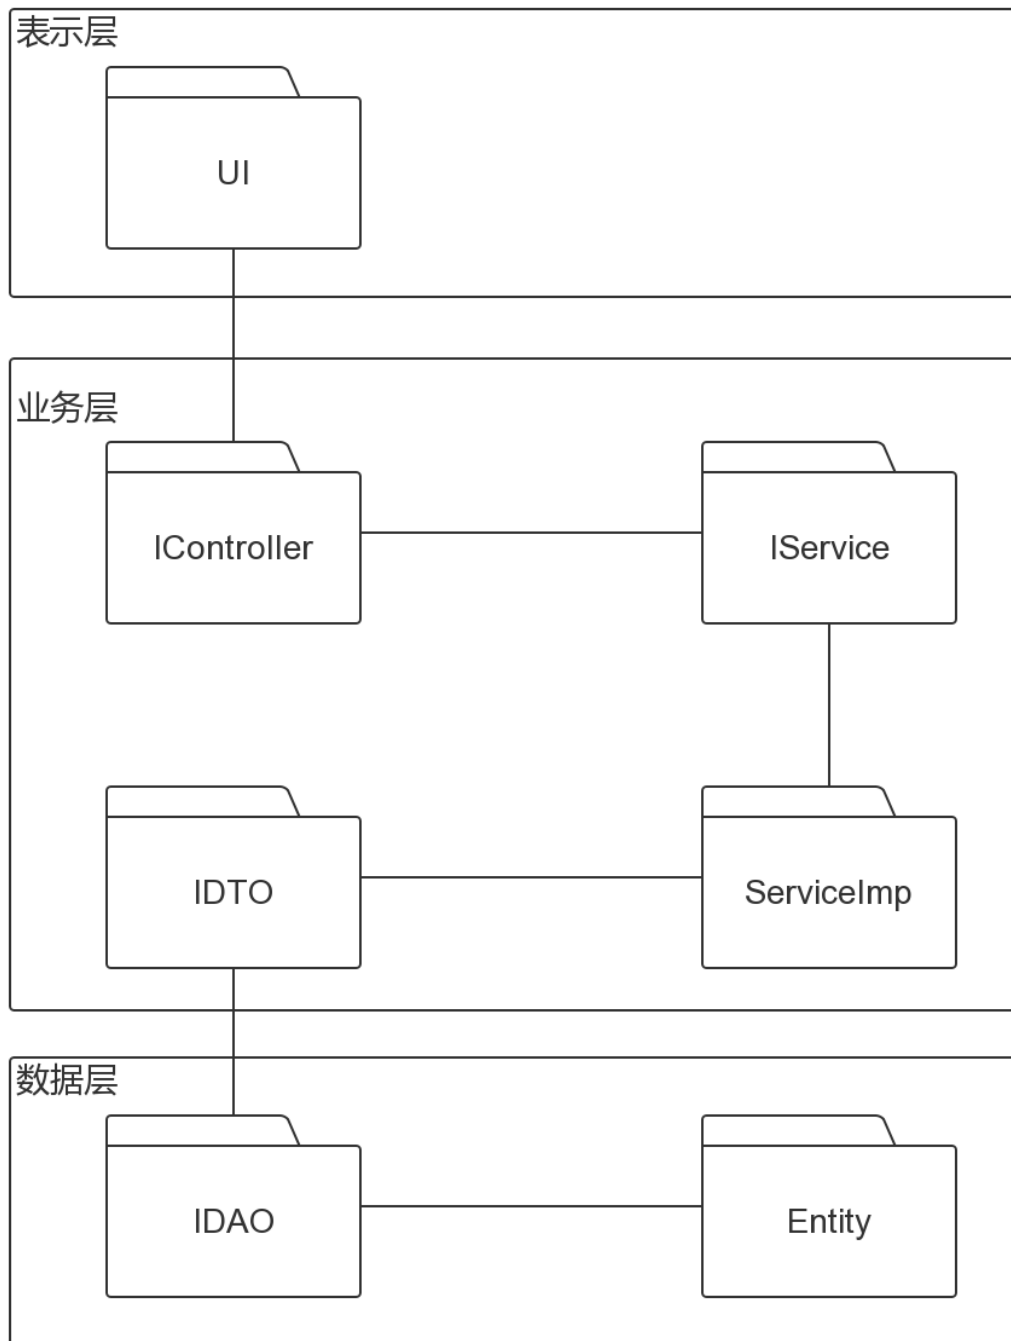 表示层
UI
业务层
IController
IService
IDTO
ServiceImp
数据层
IDAO
Entity